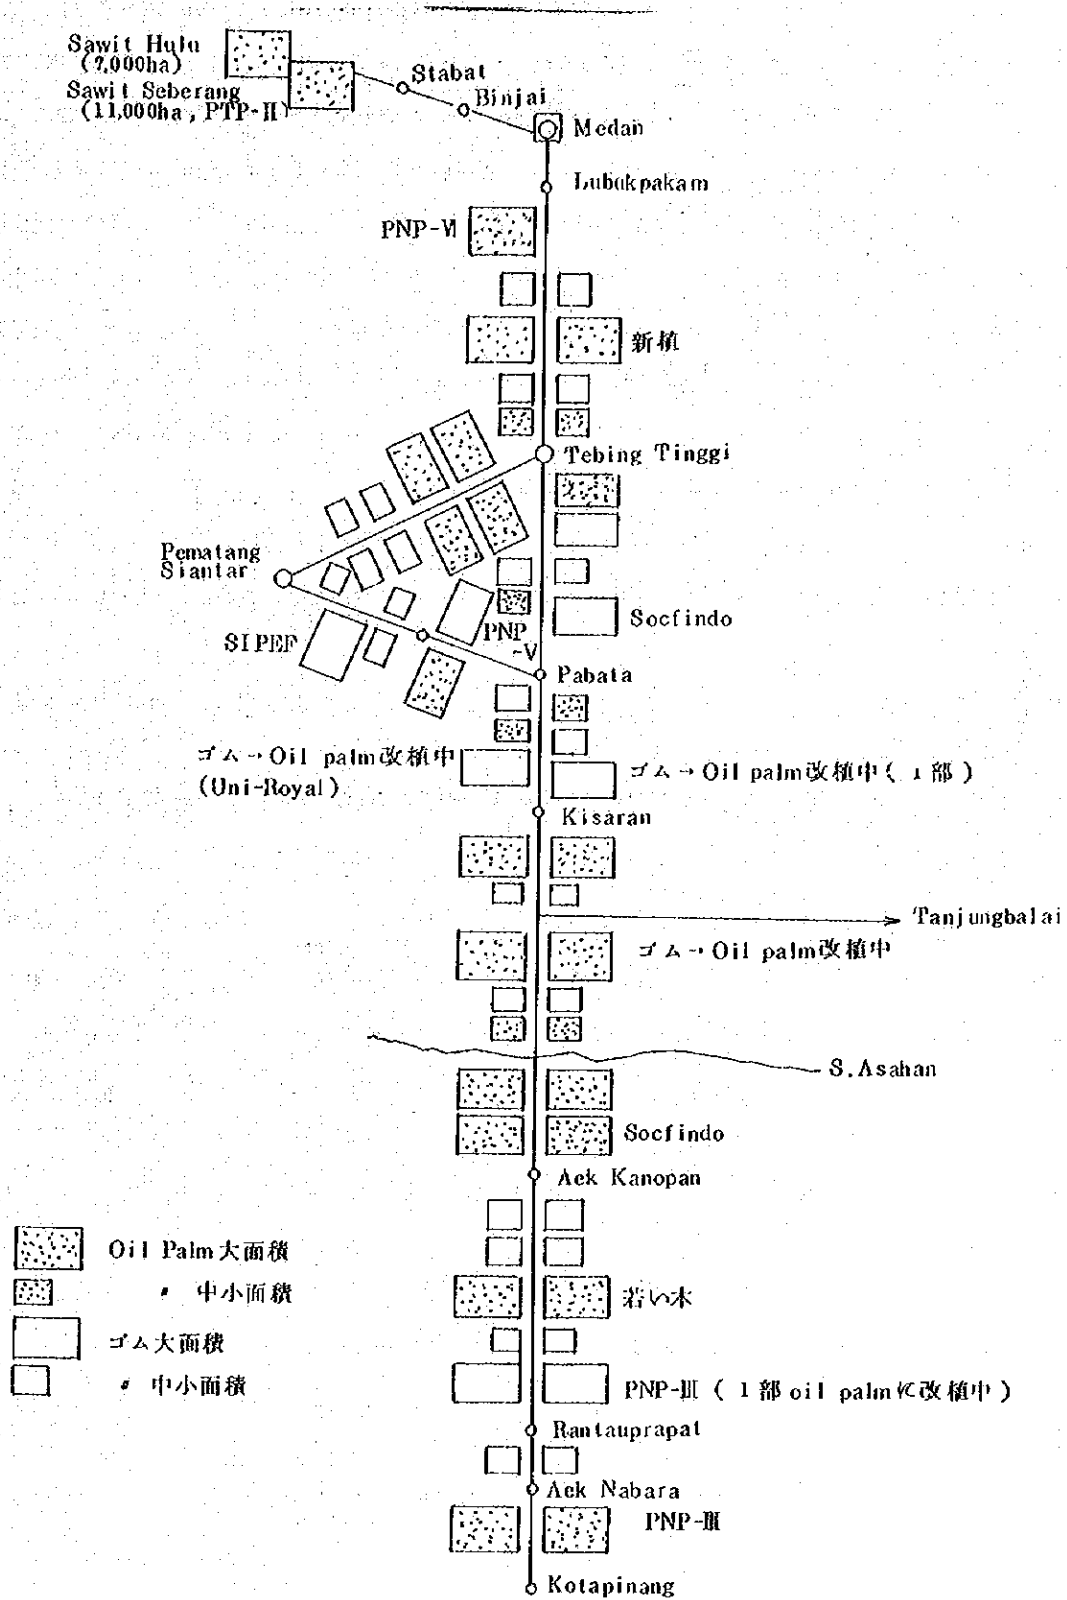 Sawit Hulu
(7,000ha)
Sawit Seberang
(11,000ha, PTP-II)
Stabat
Binjai
Medan
Lubukpakam
PNP-VI
新植
Tebing Tinggi
Pematang
Siantar
Socfindo
PNP
-V
SIPEF
Pabata
ゴム→Oil palm改植中
(Uni-Royal)
ゴム→Oil palm改植中(1部)
Kisaran
Tanjungbalai
ゴム→Oil palm改植中
S.Asahan
Socfindo
Aek Kanopan
Oil Palm大面積
〃 中小面積
ゴム大面積
〃 中小面積
若い木
PNP-III (1部oil palmに改植中)
Rantauprapat
Aek Nabara
PNP-III
Kotapinang